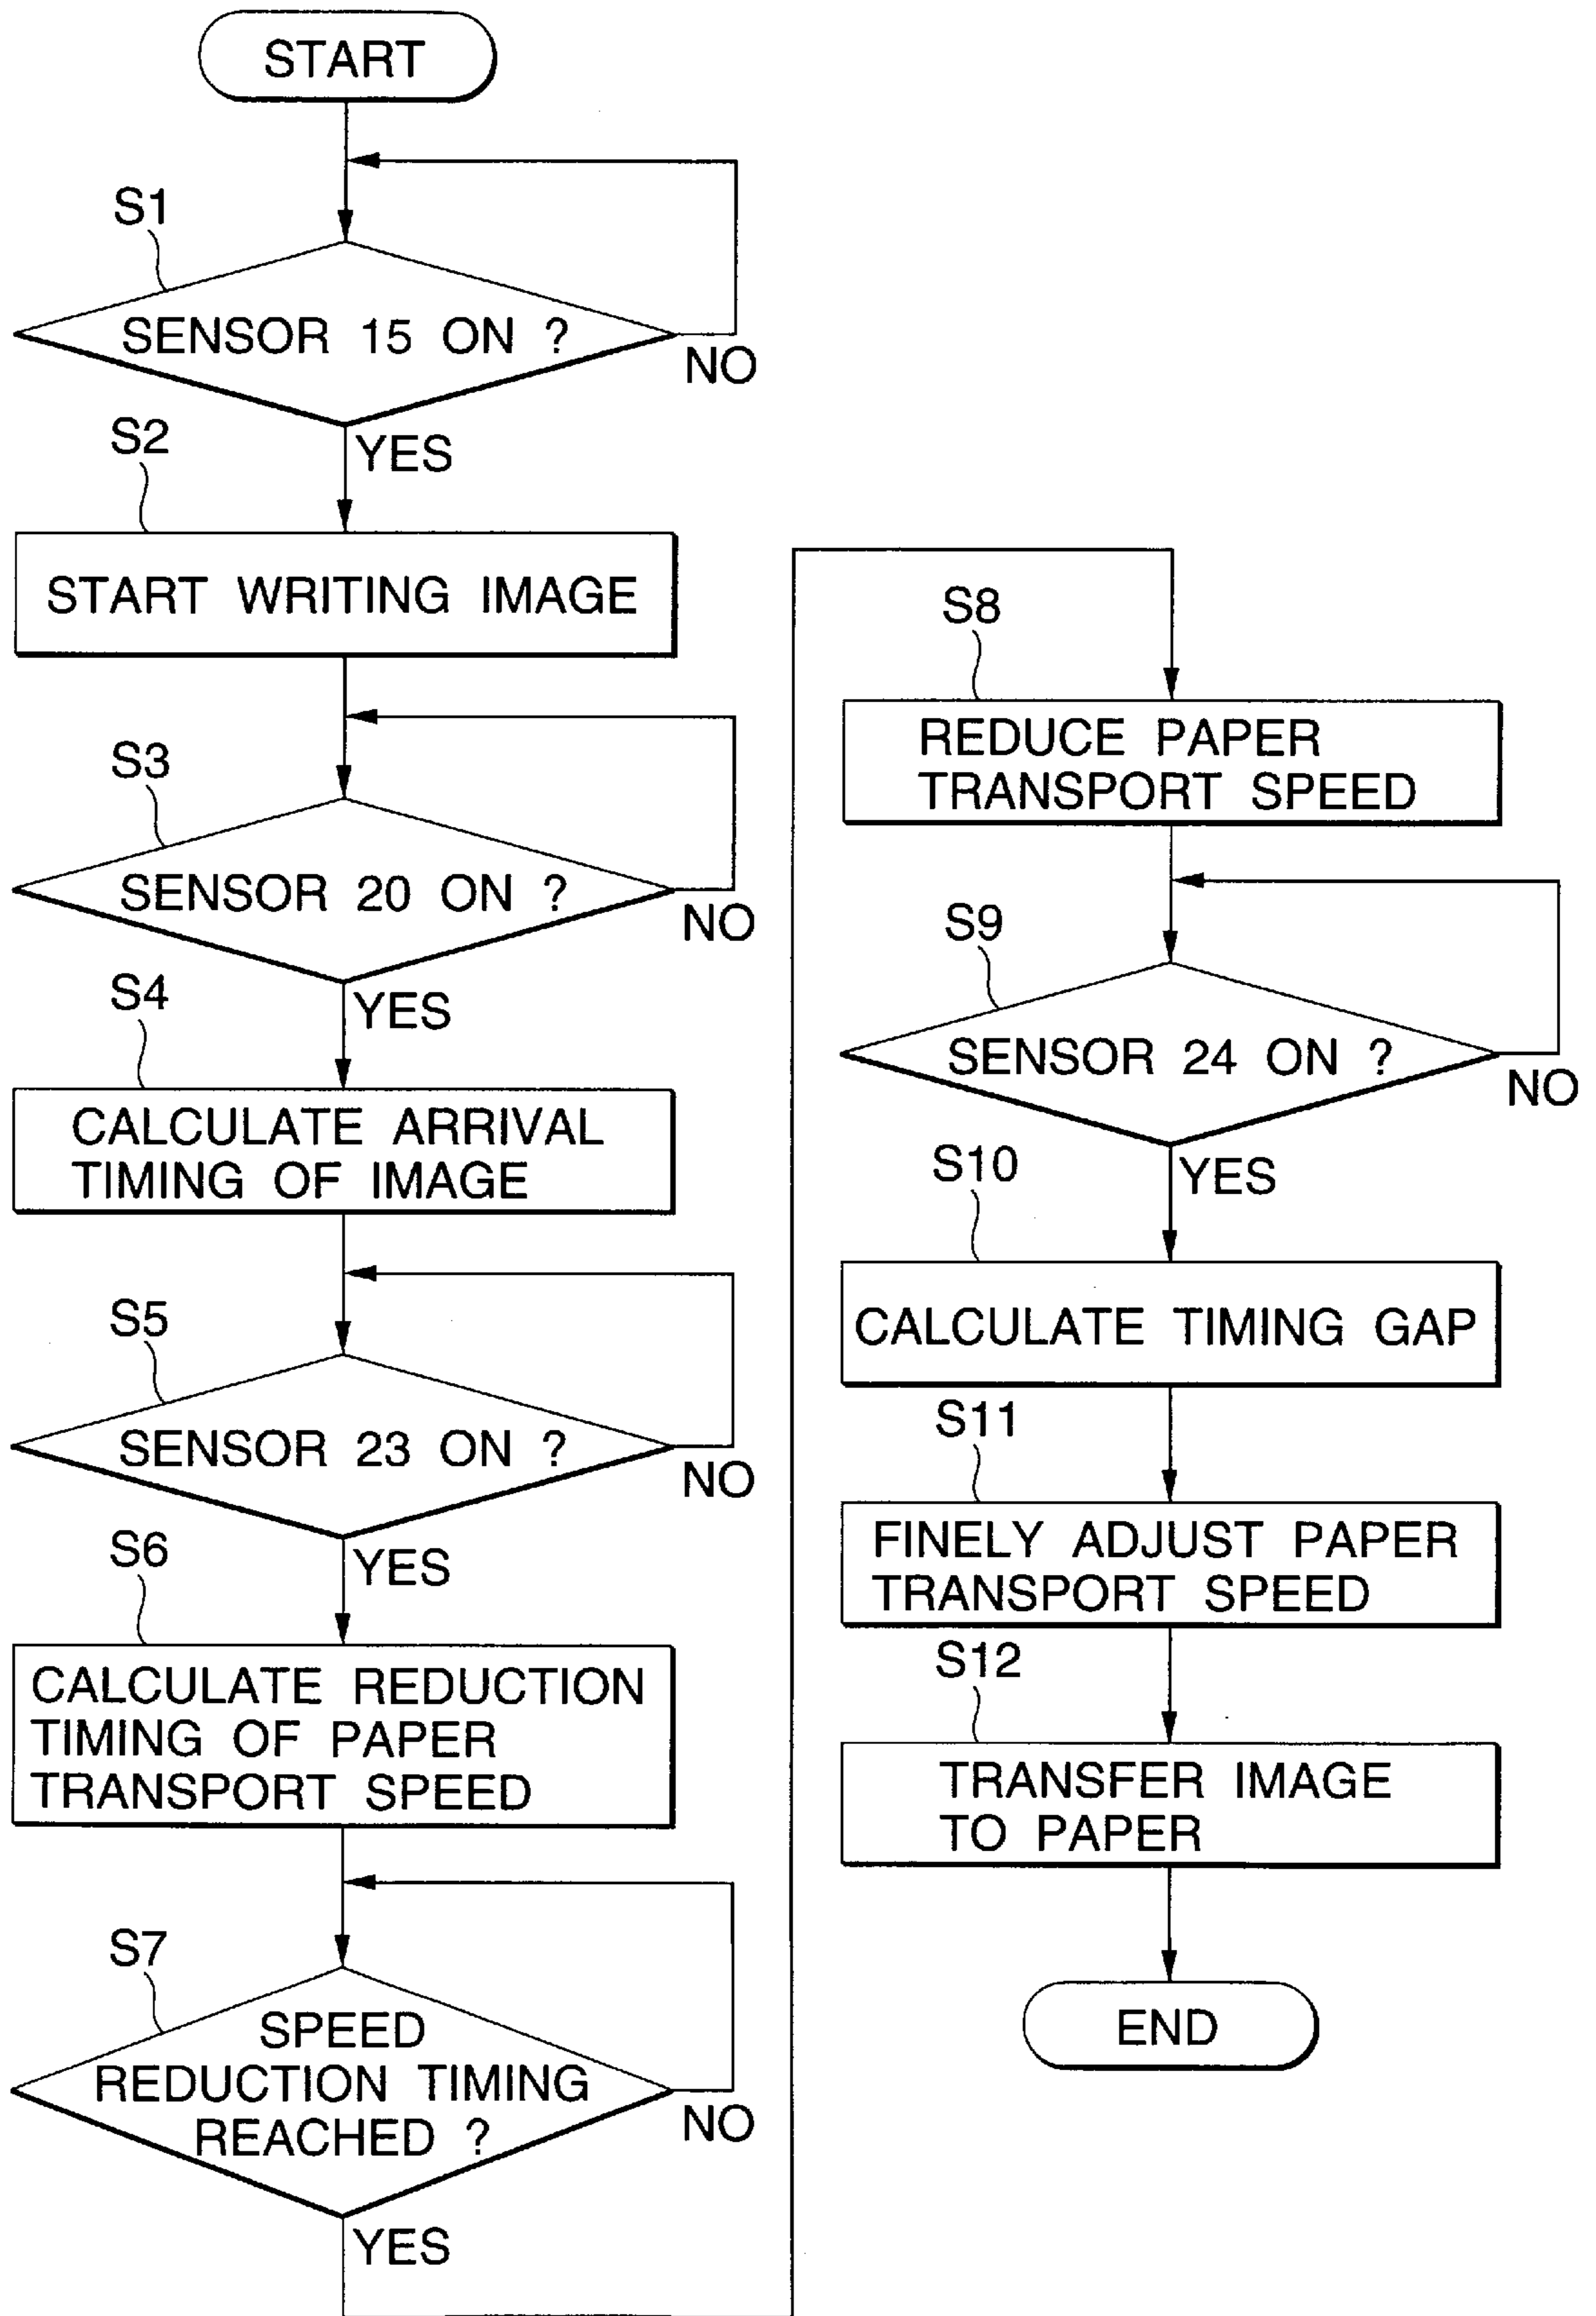 START
S1
SENSOR 15 ON ?
NO
YES
S2
START WRITING IMAGE
S3
SENSOR 20 ON ?
NO
YES
S4
CALCULATE ARRIVAL
TIMING OF IMAGE
S5
SENSOR 23 ON ?
NO
YES
S6
CALCULATE REDUCTION
TIMING OF PAPER
TRANSPORT SPEED
S7
SPEED
REDUCTION TIMING
REACHED ?
NO
YES
S8
REDUCE PAPER
TRANSPORT SPEED
S9
SENSOR 24 ON ?
NO
YES
S10
CALCULATE TIMING GAP
S11
FINELY ADJUST PAPER
TRANSPORT SPEED
S12
TRANSFER IMAGE
TO PAPER
END